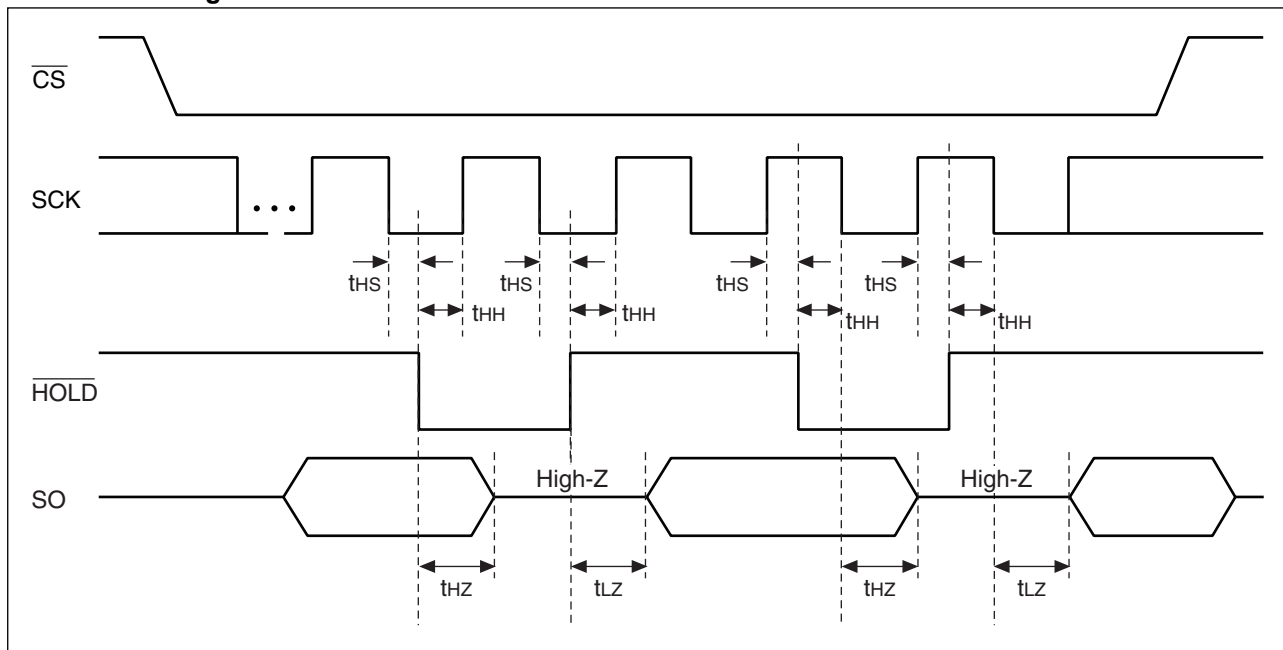 CS
SCK
• • •
tHS tHS tHS tHS
tHH tHH tHH tHH
HOLD
High-Z High-Z
SO
tHZ tLZ tHZ tLZ